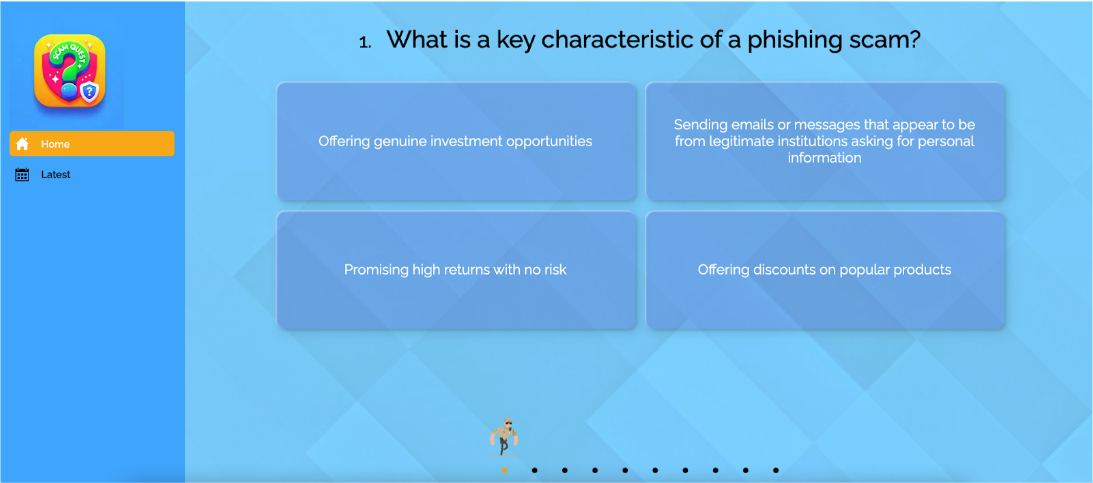 SCAM QUEST
?
?
Home
Latest
1. What is a key characteristic of a phishing scam?
Offering genuine investment opportunities
Sending emails or messages that appear to be
from legitimate institutions asking for personal
information
Promising high returns with no risk
Offering discounts on popular products